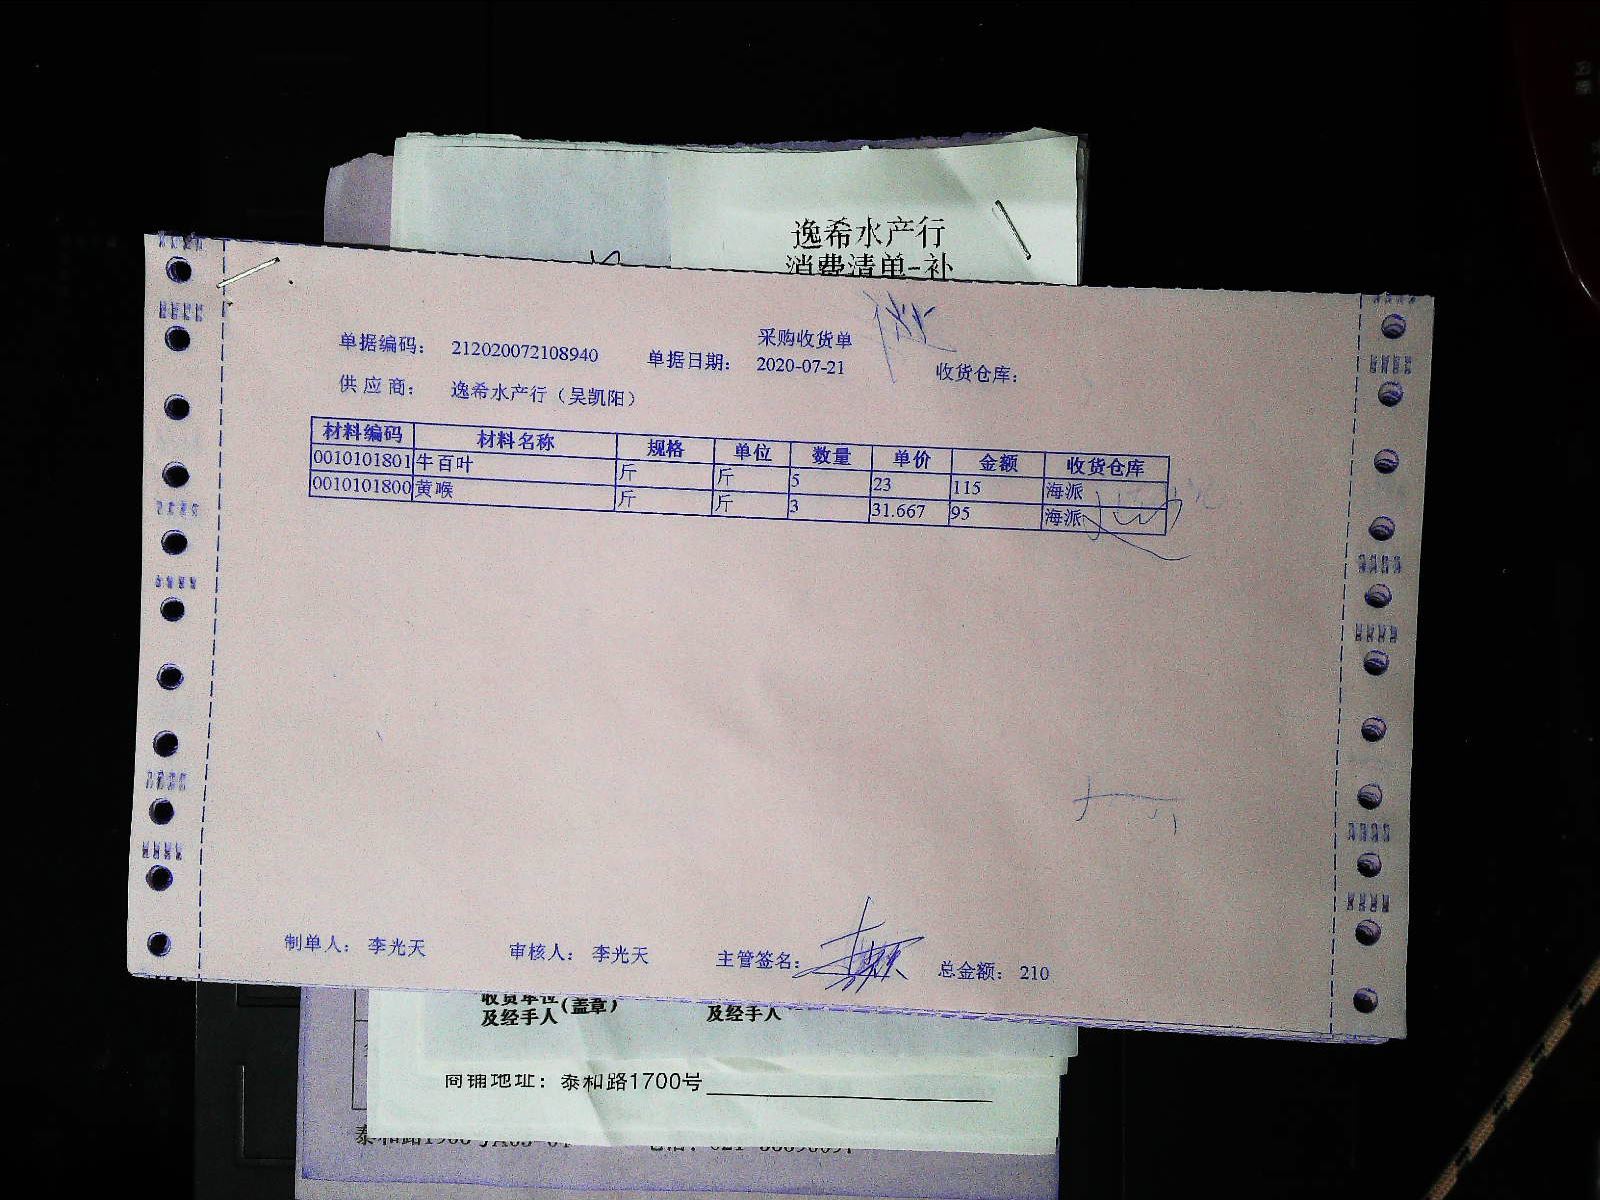 逸希水产行
消费清单-补
采购收货单
单据编码： 212020072108940 单据日期： 2020-07-21 收货仓库：
供 应 商： 逸希水产行（吴凯阳）
材料编码 材料名称 规格 单位 数量 单价 金额 收货仓库
0010101801 牛百叶 斤 斤 5 23 115 海派
0010101800 黄喉 斤 斤 3 31.667 95 海派
制单人： 李光天 审核人： 李光天 主管签名： 总金额： 210
收货单位(盖章)
及经手人 及经手人
商铺地址：泰和路1700号